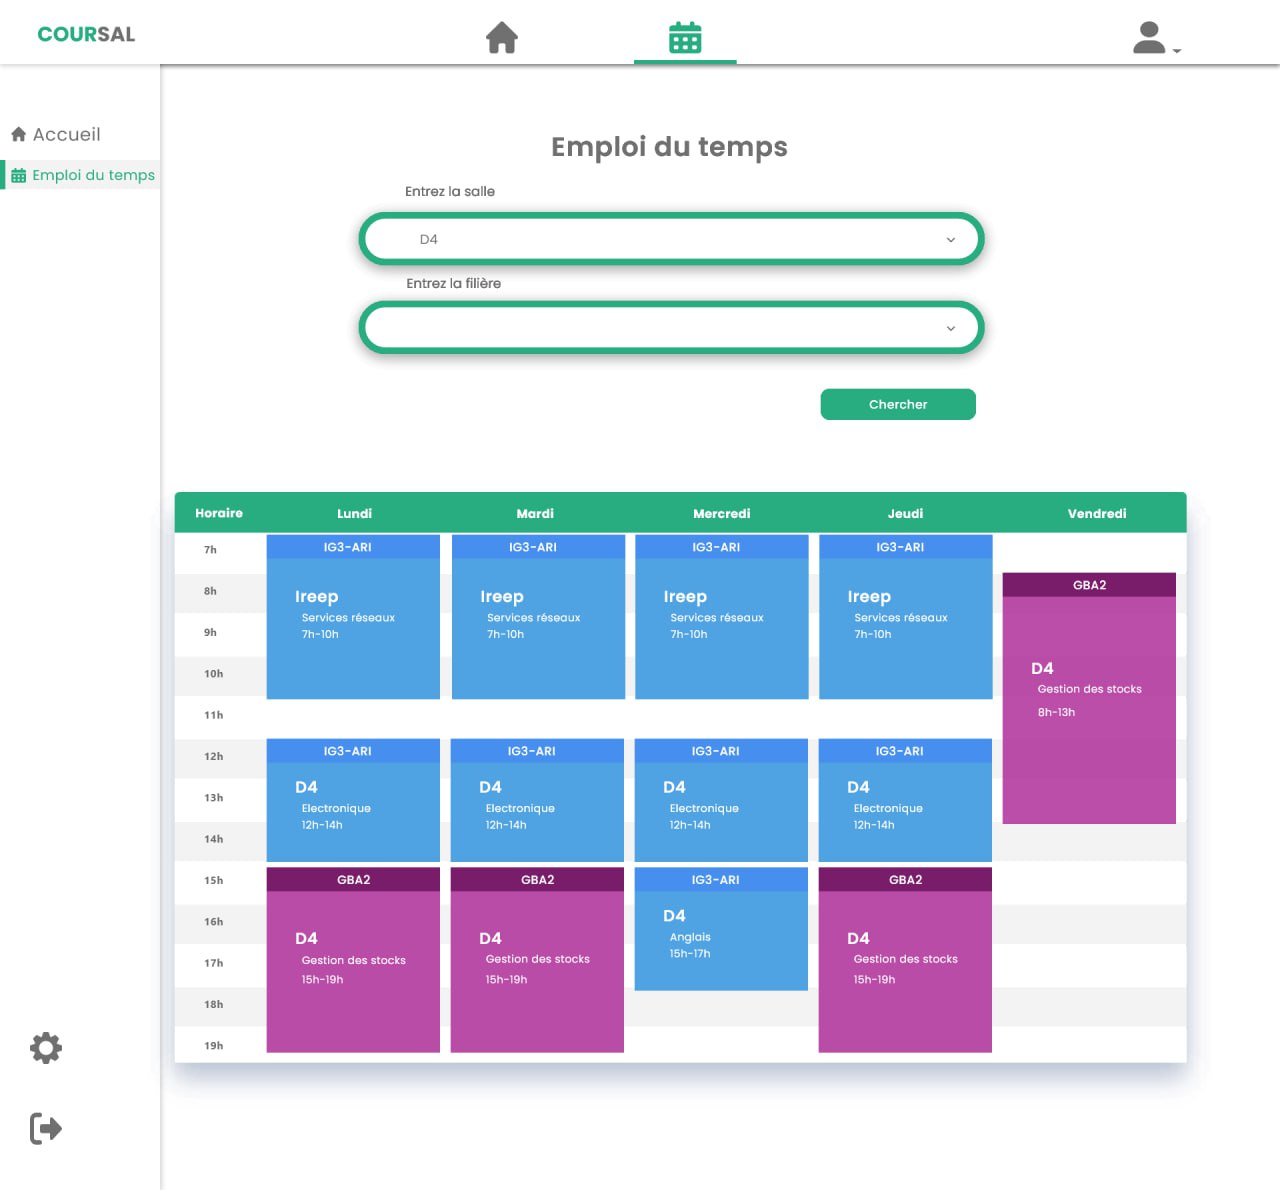 COURSAL
Accueil
Emploi du temps
Emploi du temps
Entrez la salle
D4
Entrez la filière
Chercher
Horaire Lundi Mardi Mercredi Jeudi Vendredi
7h IG3-ARI IG3-ARI IG3-ARI IG3-ARI
8h GBA2
Ireep Ireep Ireep Ireep
Services réseaux Services réseaux Services réseaux Services réseaux
9h 7h-10h 7h-10h 7h-10h 7h-10h
10h D4
Gestion des stocks
11h 8h-13h
12h IG3-ARI IG3-ARI IG3-ARI IG3-ARI
D4 D4 D4 D4
13h Electronique Electronique Electronique Electronique
12h-14h 12h-14h 12h-14h 12h-14h
14h
15h GBA2 GBA2 IG3-ARI GBA2
16h D4
D4 D4 Anglais D4
17h Gestion des stocks Gestion des stocks 15h-17h Gestion des stocks
15h-19h 15h-19h 15h-19h
18h
19h